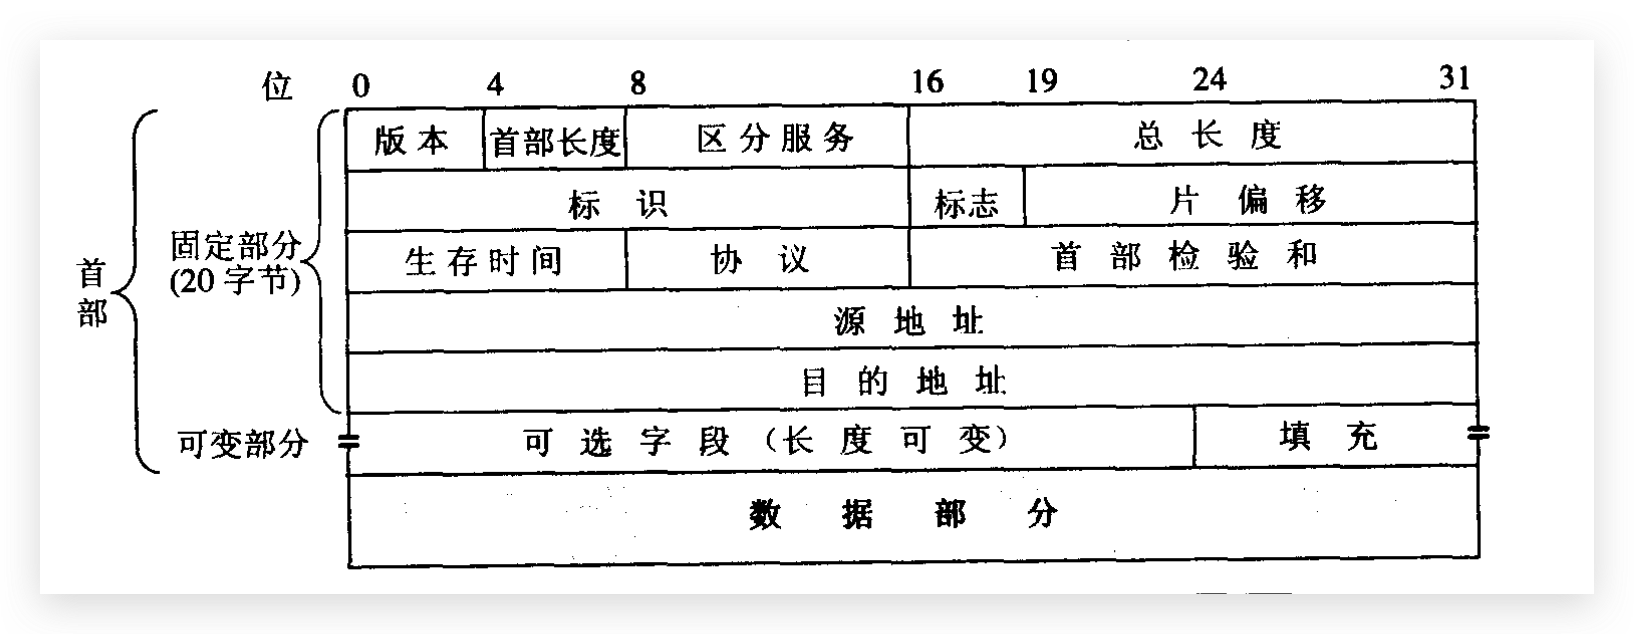 位 0 4 8 16 19 24 31
版本 首部长度 区分服务 总长度
标识 标志 片偏移
生存时间 协议 首部检验和
源地址
目的地址
可选字段（长度可变） 填充
数据部分
首部
固定部分
(20 字节)
可变部分